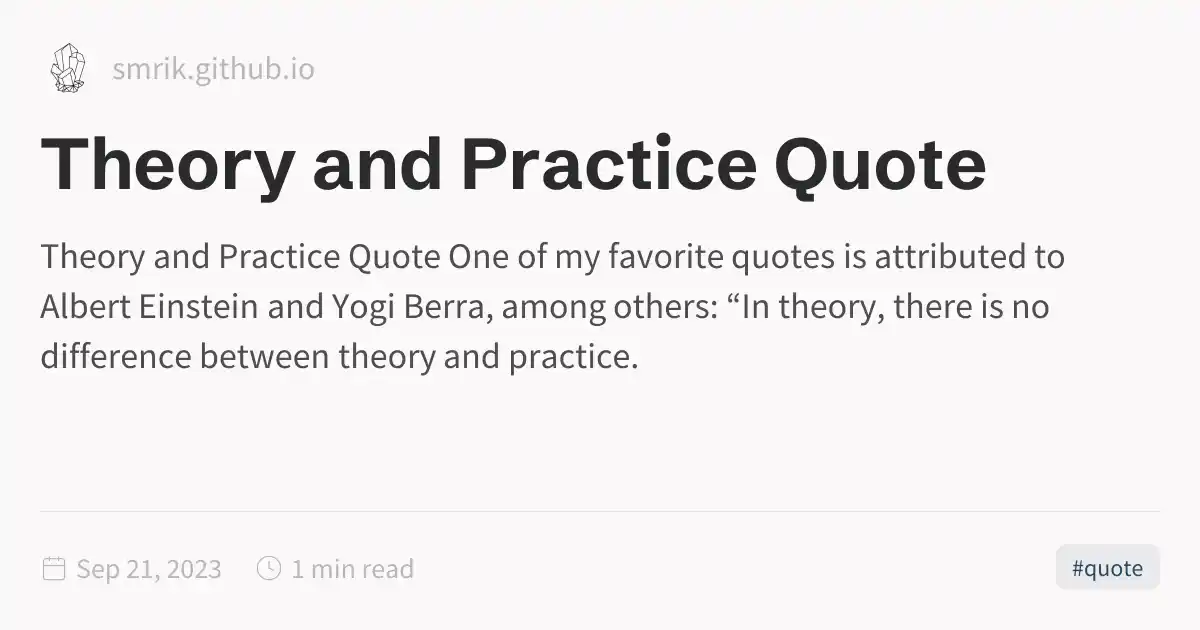 smrik.github.io
Theory and Practice Quote
Theory and Practice Quote One of my favorite quotes is attributed to
Albert Einstein and Yogi Berra, among others: “In theory, there is no
difference between theory and practice.
Sep 21, 2023 1 min read #quote